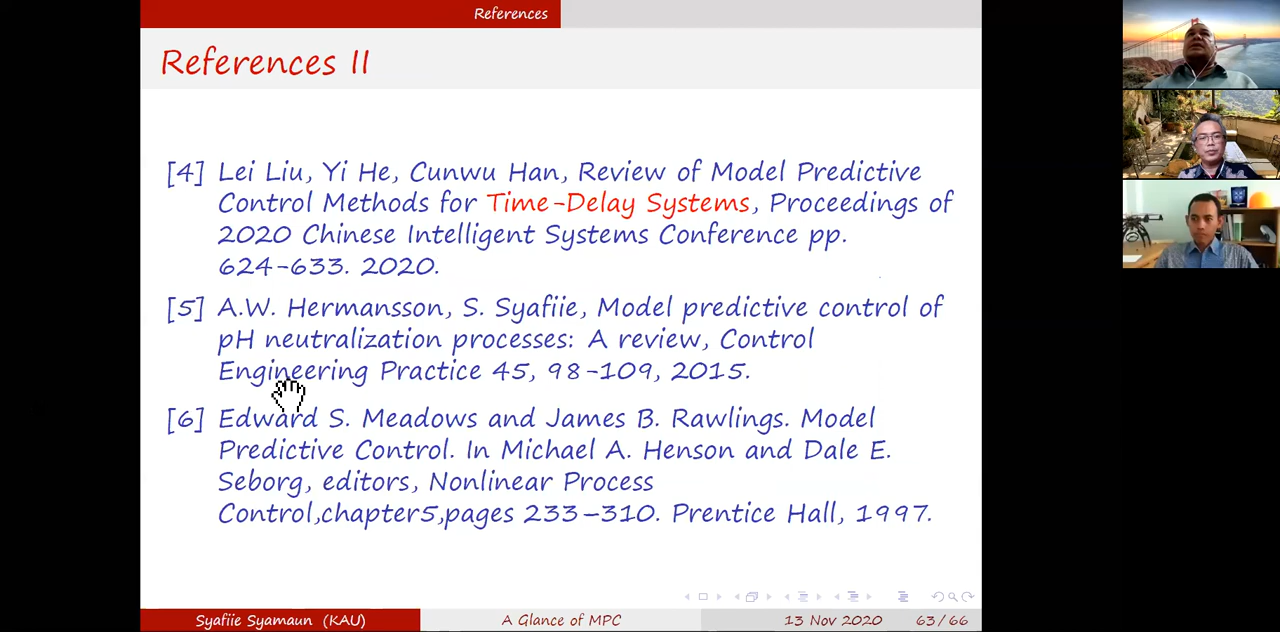 References
References II
[4] Lei Liu, Yi He, Cunwu Han, Review of Model Predictive
Control Methods for Time-Delay Systems, Proceedings of
2020 Chinese Intelligent Systems Conference pp.
624-633. 2020.
[5] A.W. Hermansson, S. Syafiie, Model predictive control of
pH neutralization processes: A review, Control
Engineering Practice 45, 98-109, 2015.
[6] Edward S. Meadows and James B. Rawlings. Model
Predictive Control. In Michael A. Henson and Dale E.
Seborg, editors, Nonlinear Process
Control,chapter5,pages 233–310. Prentice Hall, 1997.
Syafiie Syamaun (KAU) A Glance of MPC 13 Nov 2020 63/66